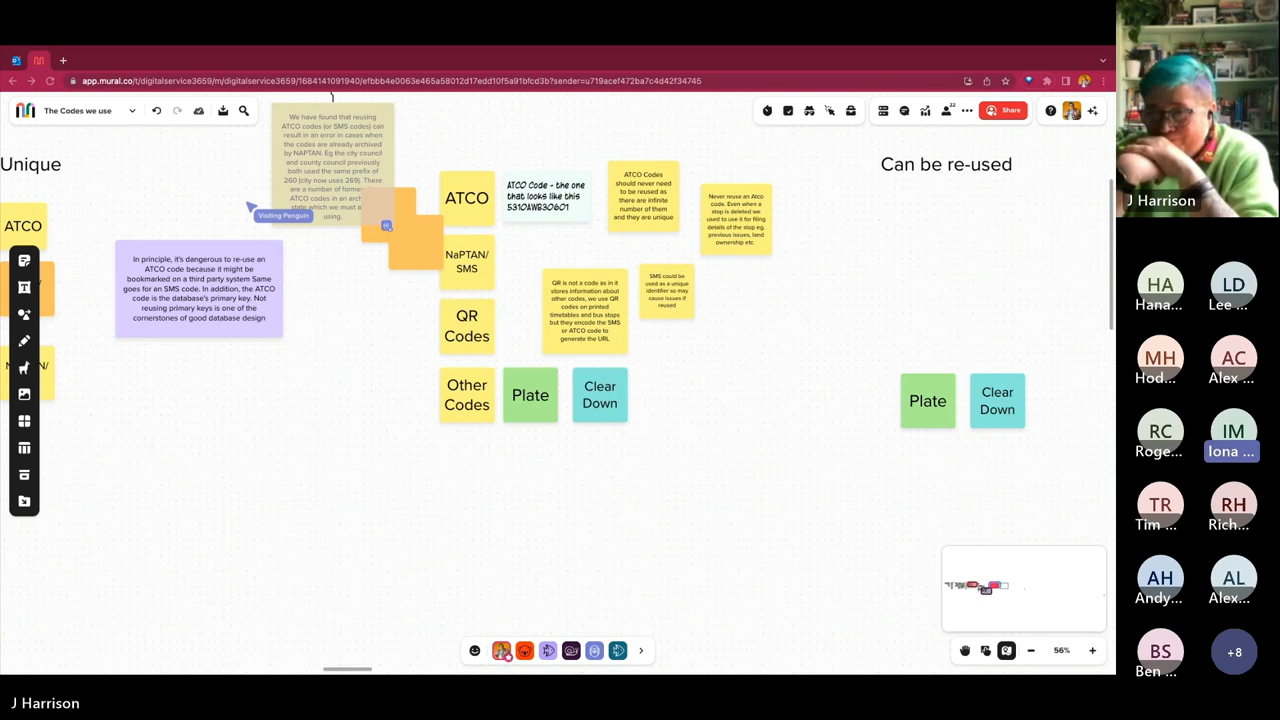 app.mural.co/t/digitalservice3659/m/digitalservice3659/1684141091940/efbbb4e0063e465a58012d17edd10f5a91bfcd3b?sender=u719acef472ba7c4d42f34745
The Codes we use
22
Share
Unique
Can be re-used
We have found that reusing
ATCO codes (or SMS codes) can
result in an error in cases when
the codes are already archived
by NAPTAN. Eg the city council
and county council previously
both used the same prefix of
260 (city now uses 269). There
are a number of forme
ATCO codes in an arch
state which we must a
using.
Visiting Penguin
ATCO
In principle, it's dangerous to re-use an
ATCO code because it might be
bookmarked on a third party system Same
goes for an SMS code. In addition, the ATCO
code is the database's primary key. Not
reusing primary keys is one of the
cornerstones of good database design
ATCO
ATCO Code - the one
that looks like this
5310AWB30601
ATCO Codes
should never need
to be reused as
there are infinite
number of them
and they are unique
Never reuse an Atco
code. Even when a
stop is deleted we
used to use it for filing
details of the stop eg.
previous issues, land
ownership etc.
NaPTAN/
SMS
QR is not a code as in it
stores information about
other codes, we use QR
codes on printed
timetables and bus stops
but they encode the SMS
or ATCO code to
generate the URL
SMS could be
used as a unique
identifier so may
cause issues if
reused
QR
Codes
Other
Codes
Plate
Clear
Down
Plate
Clear
Down
56%
J Harrison
J Harrison
HA
Hana...
LD
Lee ...
MH
Hod...
AC
Alex ...
RC
Roge...
IM
Iona ...
TR
Tim ...
RH
Rich...
AH
Andy...
AL
Alex...
BS
Ben ...
+8